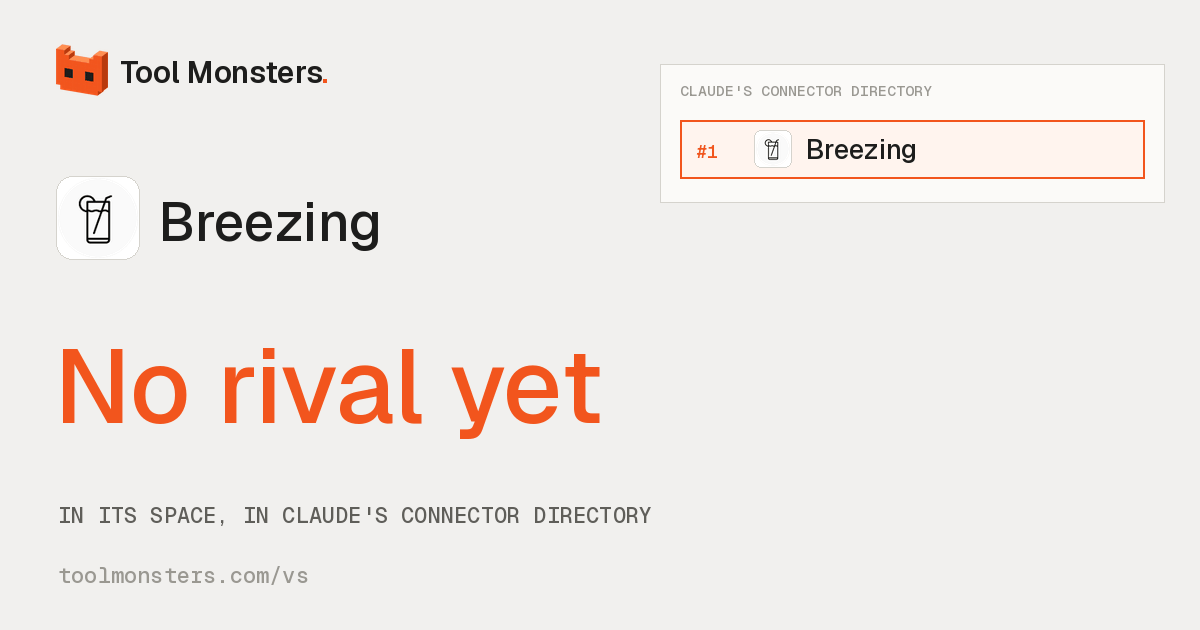 Tool Monsters.
CLAUDE'S CONNECTOR DIRECTORY
#1 Breezing
Breezing
No rival yet
IN ITS SPACE, IN CLAUDE'S CONNECTOR DIRECTORY
toolmonsters.com/vs